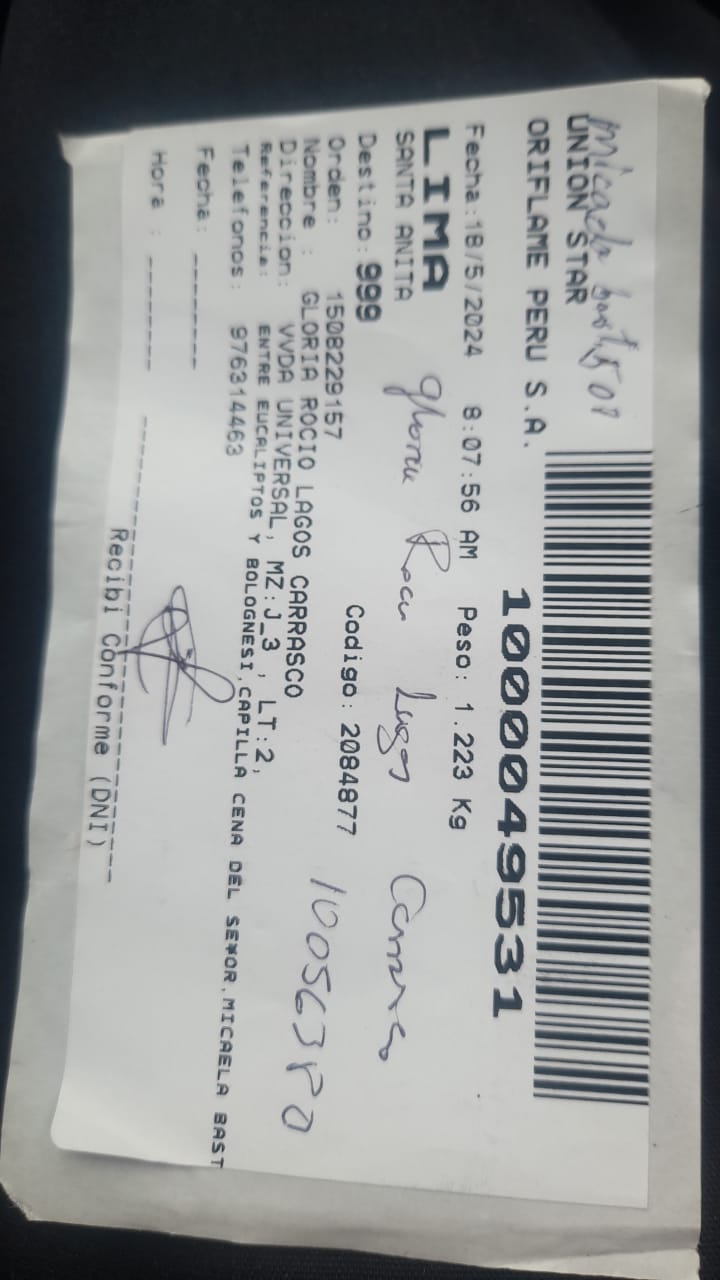 UNION STAR
ORIFLAME PERU S.A.
1000049531
Fecha:18/5/2024 8:07:56 AM Peso: 1.223 Kg
LIMA
SANTA ANITA
Gloria Rocio Lagos Carrasco
Destino: 999
Codigo: 2084877
Orden: 1508229157
10056380
Nombre : GLORIA ROCIO LAGOS CARRASCO
Direccion: VVDA UNIVERSAL, MZ:J_3 , LT:2,
Referencia: ENTRE EUCALIPTOS Y BOLOGNESI,CAPILLA CENA DEL SE*OR.MICAELA BAST
Telefonos: 976314463
Fecha: -------
Hora : -------
Recibi Conforme (DNI)